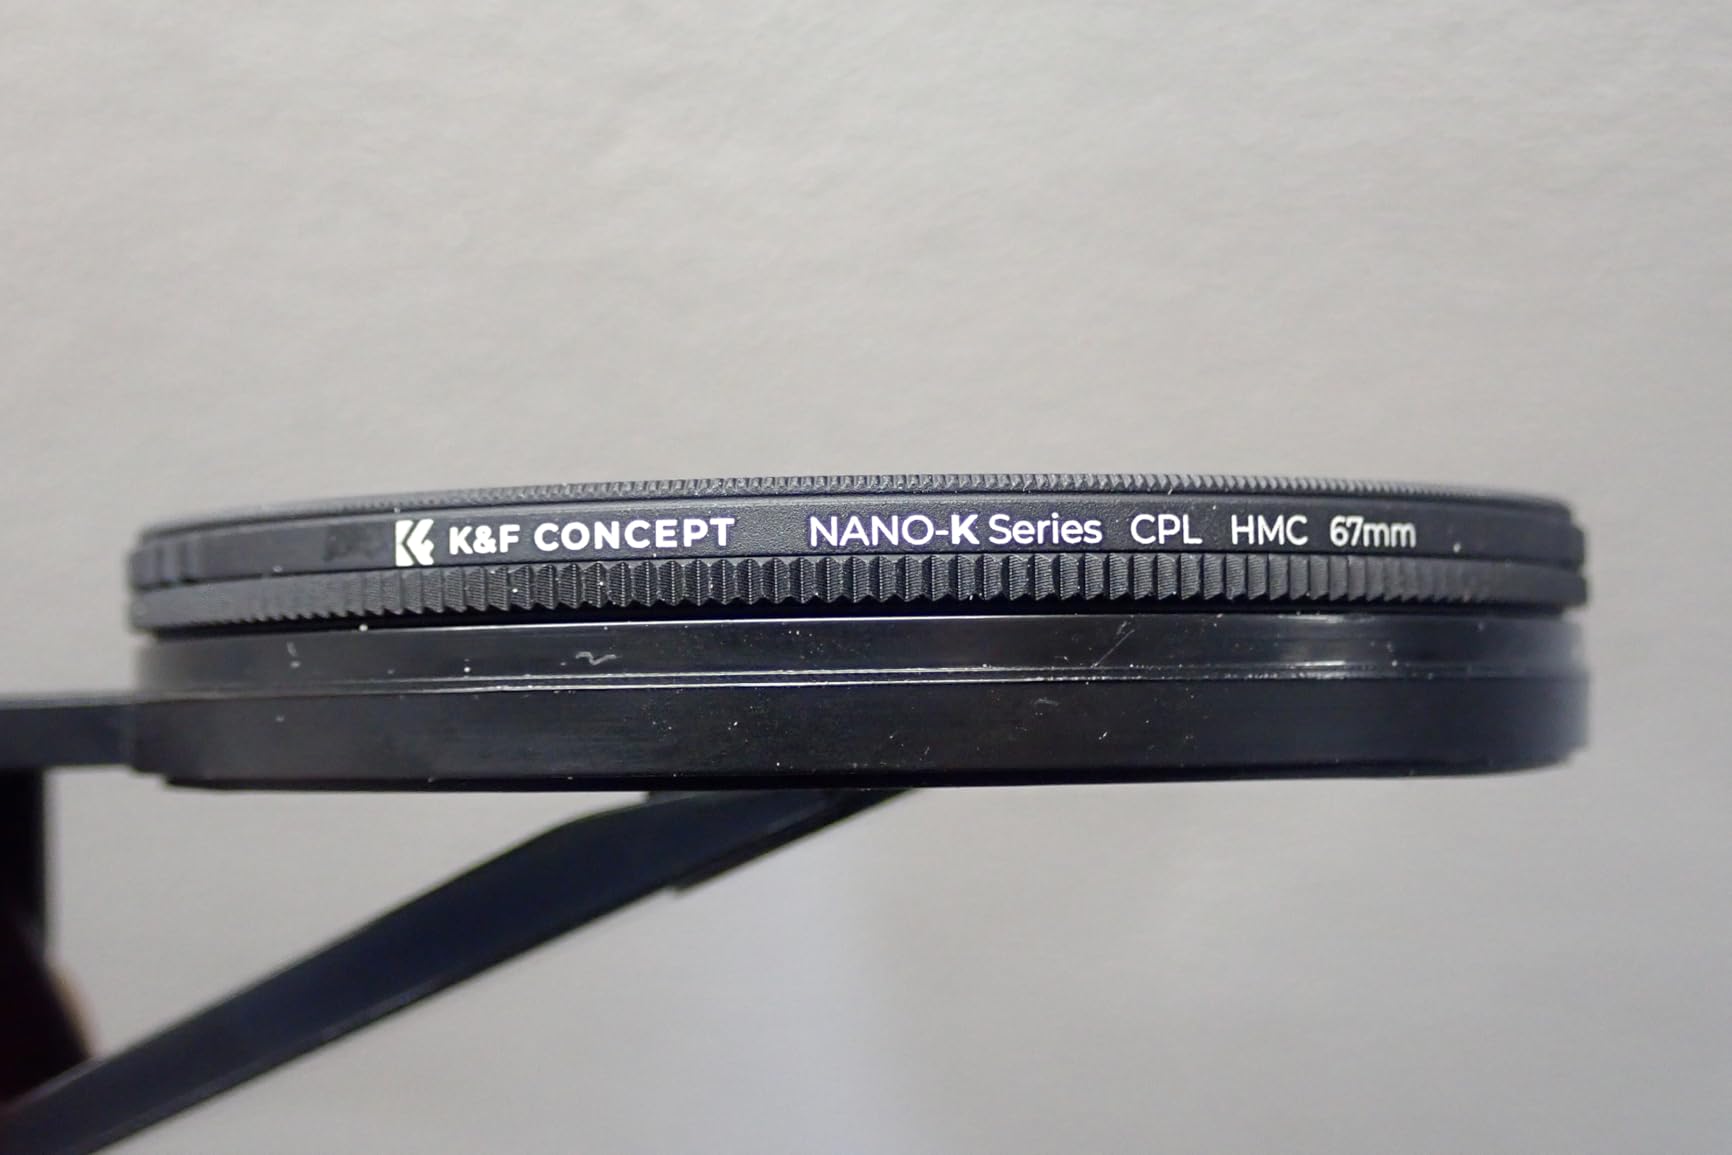 K&F CONCEPT NANO-K Series CPL HMC 67mm